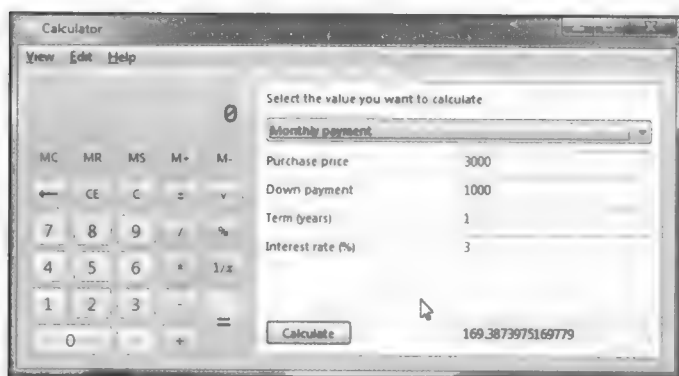 Calculator
View Edit Help
0
Select the value you want to calculate
Monthly payment
MC MR MS M+ M-
Purchase price 3000
← CE C ± √
Down payment 1000
7 8 9 / %
Term (years) 1
4 5 6 * 1/x
Interest rate (%) 3
1 2 3 - =
0 +
Calculate 169.3873975169779